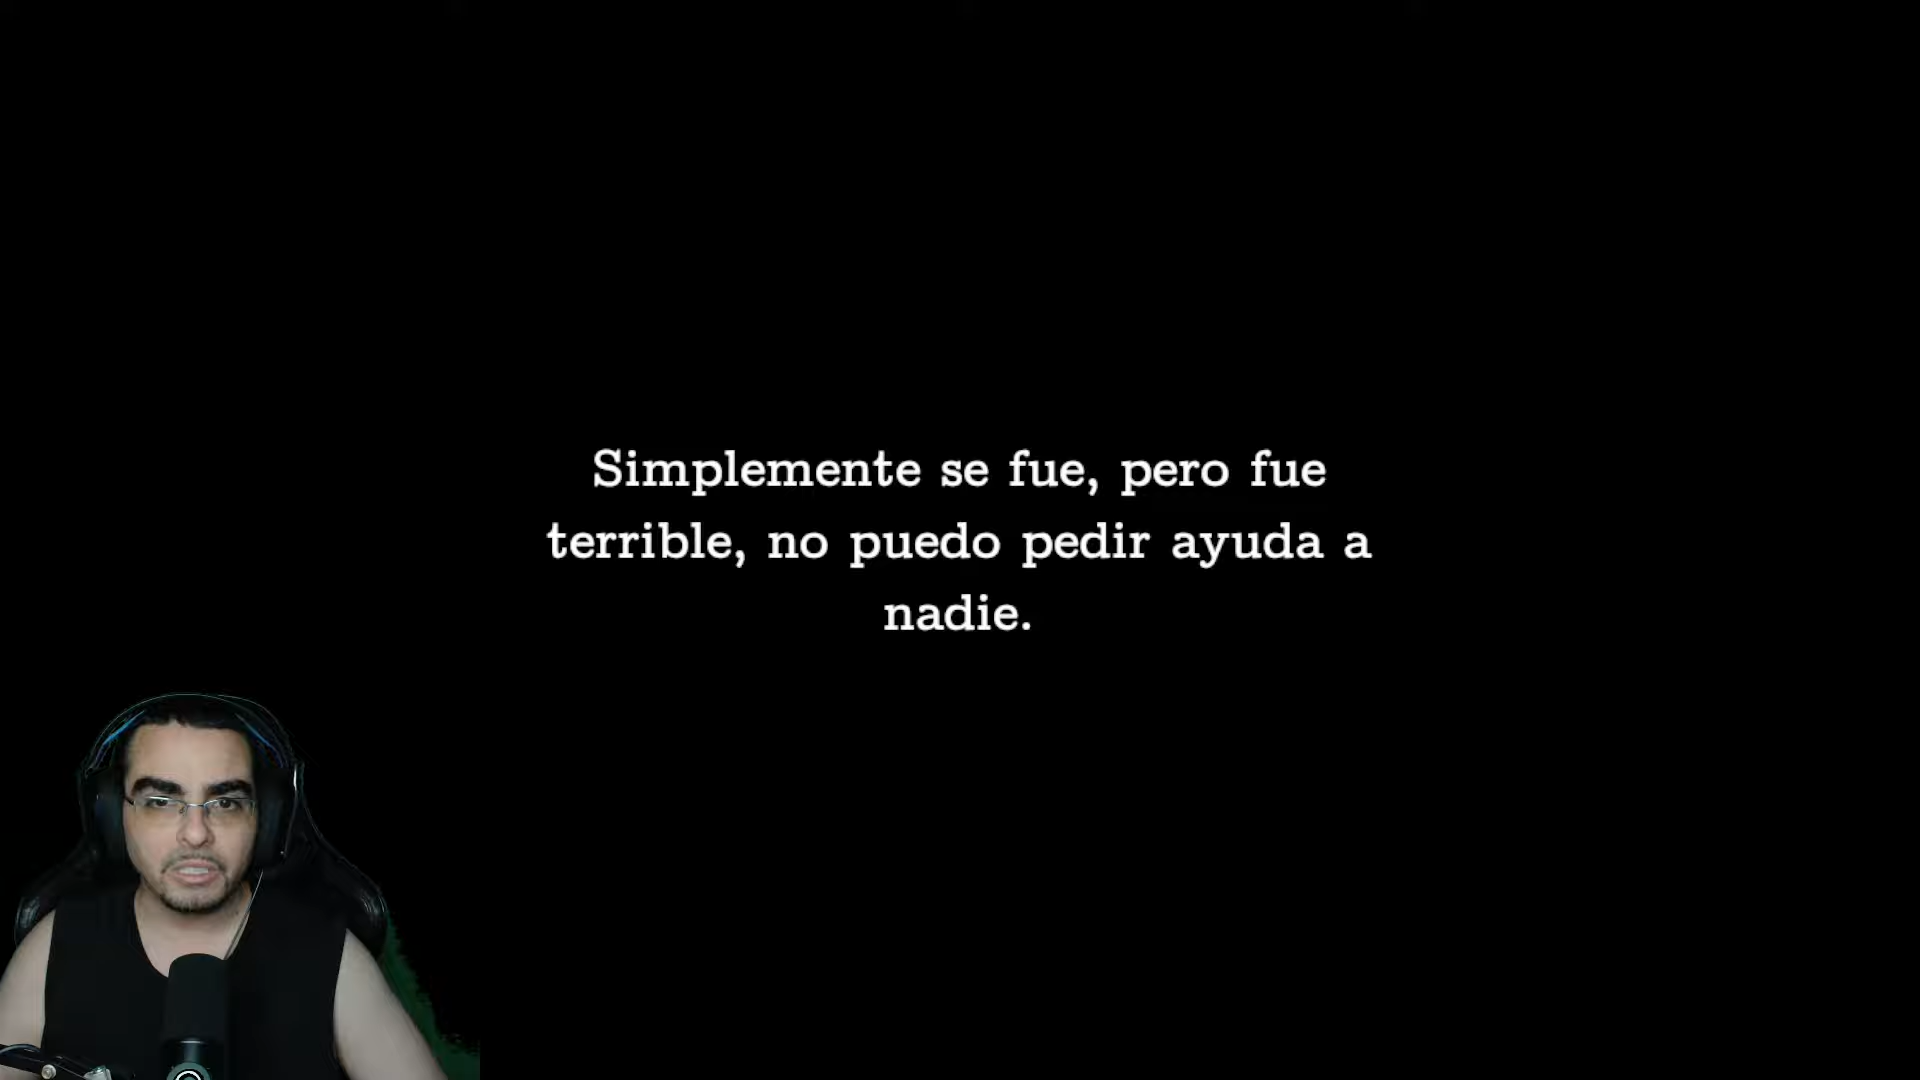 Simplemente se fue, pero fue
terrible, no puedo pedir ayuda a
nadie.